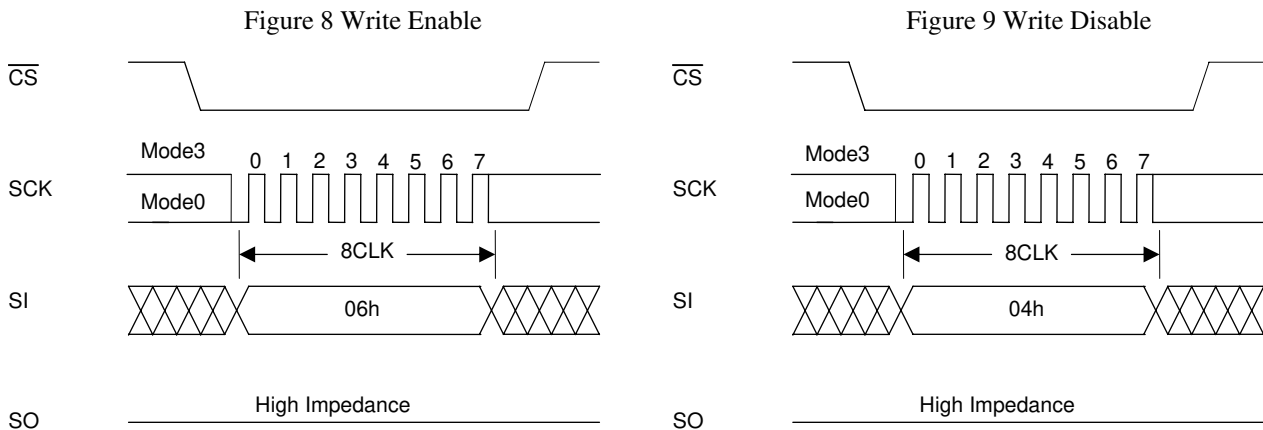 Figure 8 Write Enable
CS
Mode3
0 1 2 3 4 5 6 7
SCK
Mode0
8CLK
SI
06h
High Impedance
SO
Figure 9 Write Disable
CS
Mode3
0 1 2 3 4 5 6 7
SCK
Mode0
8CLK
SI
04h
High Impedance
SO